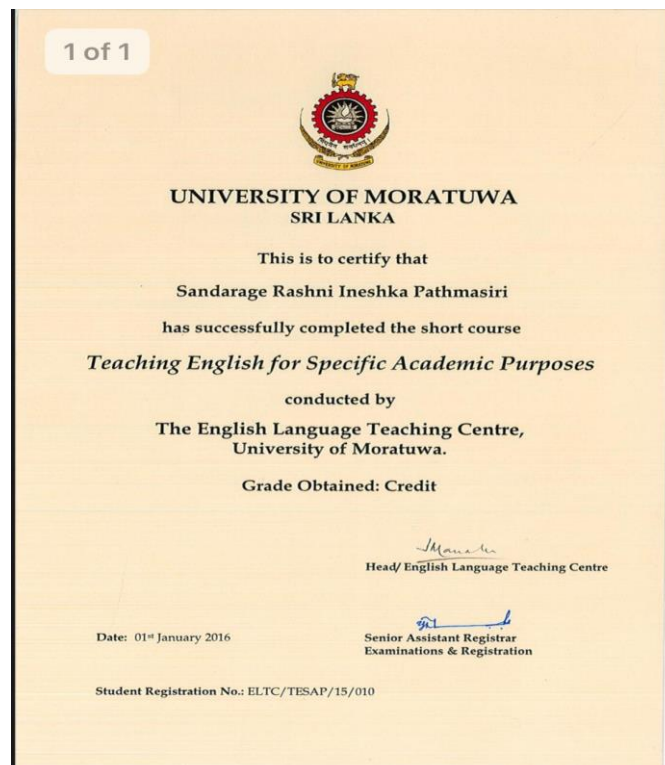 1 of 1
UNIVERSITY OF MORATUWA
UNIVERSITY OF MORATUWA
SRI LANKA
This is to certify that
Sandarage Rashni Ineshka Pathmasiri
has successfully completed the short course
Teaching English for Specific Academic Purposes
conducted by
The English Language Teaching Centre,
University of Moratuwa.
Grade Obtained: Credit
Head/ English Language Teaching Centre
Date: 01st January 2016
Senior Assistant Registrar
Examinations & Registration
Student Registration No.: ELTC/TESAP/15/010